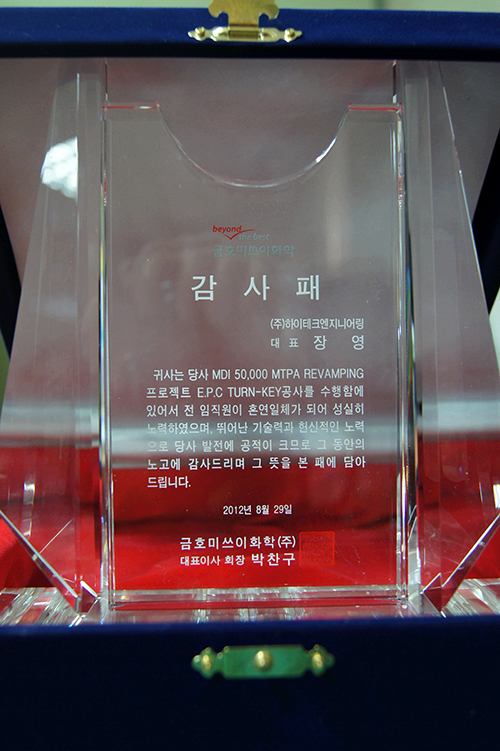 beyond
the best
금호미쓰이화학
감 사 패
(주)하이테크엔지니어링
대 표 장 영
귀사는 당사 MDI 50,000 MTPA REVAMPING
프로젝트 E.P.C TURN-KEY공사를 수행함에
있어서 전 임직원이 혼연일체가 되어 성실히
노력하였으며, 뛰어난 기술력과 헌신적인 노력
으로 당사 발전에 공적이 크므로 그 동안의
노고에 감사드리며 그 뜻을 본 패에 담아
드립니다.
2012년 8월 29일
금호미쓰이화학(주)
대표이사 회장 박찬구